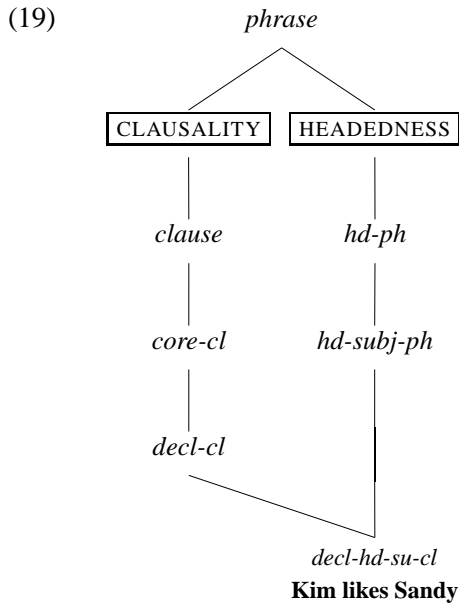 (19) phrase
CLAUSALITY HEADEDNESS
clause hd-ph
core-cl hd-subj-ph
decl-cl
decl-hd-su-cl
Kim likes Sandy